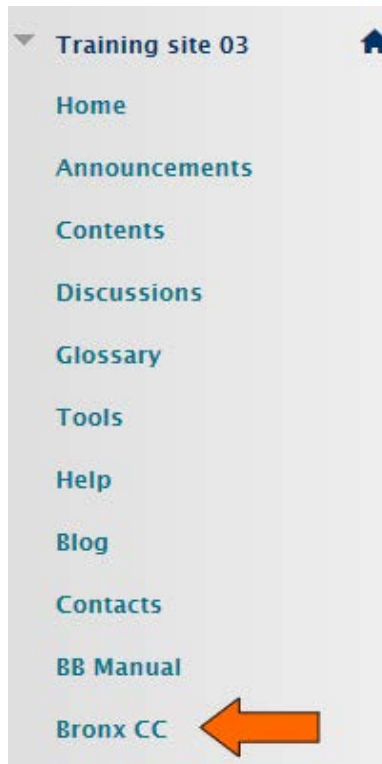 Training site 03
Home
Announcements
Contents
Discussions
Glossary
Tools
Help
Blog
Contacts
BB Manual
Bronx CC